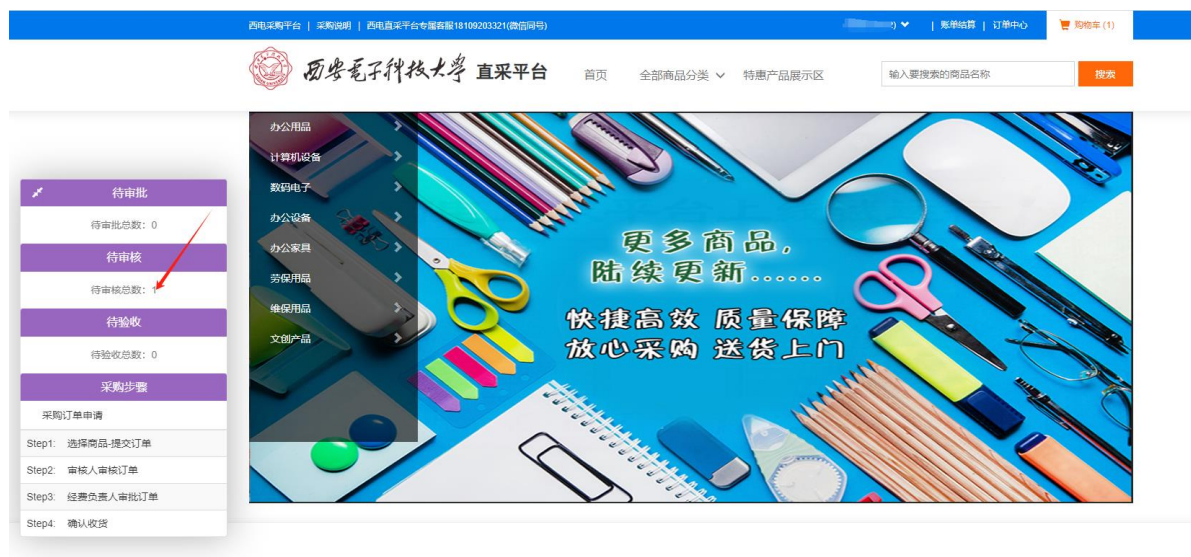 西电采购平台 | 采购说明 | 西电直采平台专属客服18109203321(微信同号)
| 账单结算 | 订单中心
购物车 (1)
西安电子科技大学 直采平台
首页 全部商品分类 特惠产品展示区
输入要搜索的商品名称
搜索
办公用品
计算机设备
数码电子
办公设备
办公家具
劳保用品
维保用品
文创产品
更多商品,
陆续更新......
快捷高效 质量保障
放心采购 送货上门
待审批
待审批总数: 0
待审核
待审核总数: 1
待验收
待验收总数: 0
采购步骤
采购订单申请
Step1: 选择商品-提交订单
Step2: 审核人审核订单
Step3: 经费负责人审批订单
Step4: 确认收货